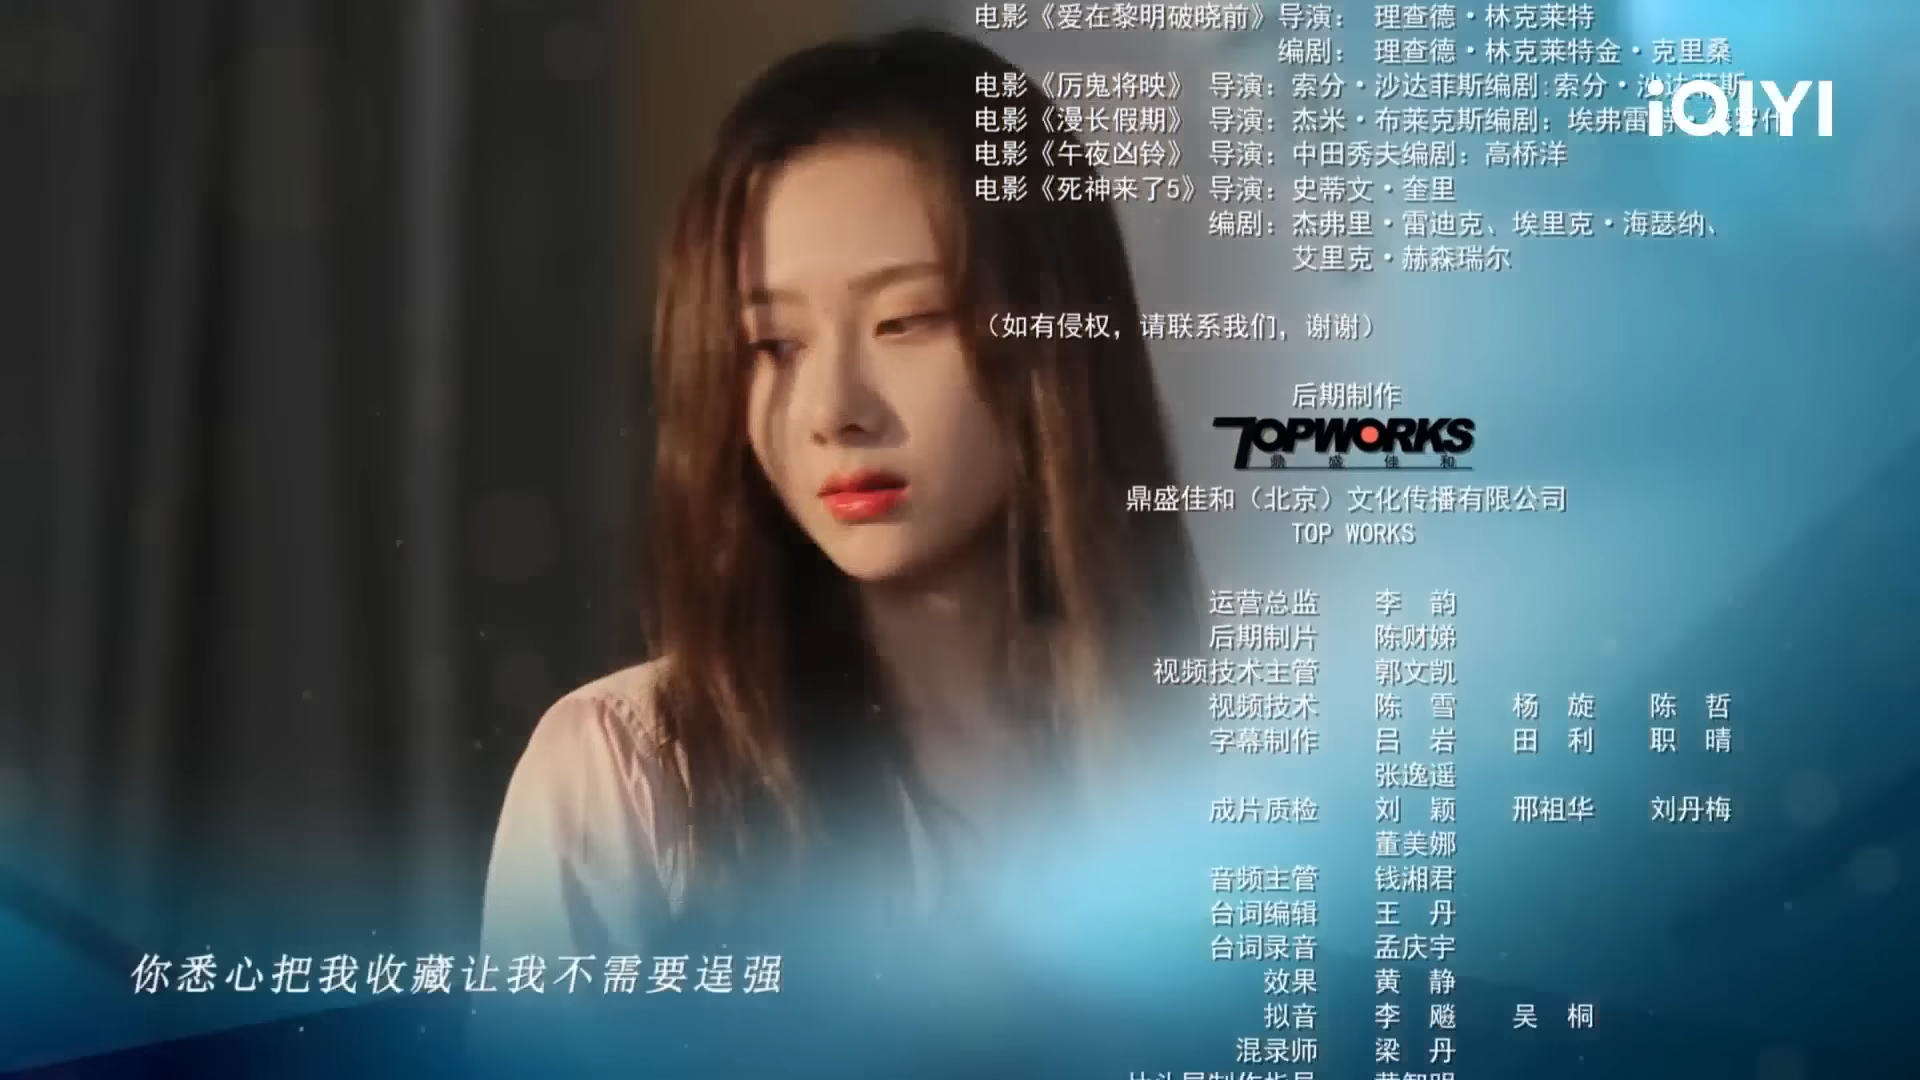 电影《爱在黎明破晓前》导演： 理查德·林克莱特
编剧： 理查德·林克莱特金·克里桑
电影《厉鬼将映》 导演：索分·沙达菲斯编剧:索分·沙达菲斯
iQIYI
电影《漫长假期》 导演：杰米·布莱克斯编剧：埃弗雷
电影《午夜凶铃》 导演：中田秀夫编剧：高桥洋
电影《死神来了5》导演：史蒂文·奎里
编剧：杰弗里·雷迪克、埃里克·海瑟纳、
艾里克·赫森瑞尔
（如有侵权，请联系我们，谢谢）
后期制作
TOPWORKS
鼎盛佳和
鼎盛佳和（北京）文化传播有限公司
TOP WORKS
运营总监 李 韵
后期制片 陈财娣
视频技术主管 郭文凯
视频技术 陈 雪 杨 旋 陈 哲
字幕制作 吕 岩 田 利 职 晴
张逸遥
成片质检 刘 颖 邢祖华 刘丹梅
董美娜
音频主管 钱湘君
台词编辑 王 丹
台词录音 孟庆宇
效果 黄 静
拟音 李 飚 吴 桐
混录师 梁 丹
你悉心把我收藏让我不需要逞强